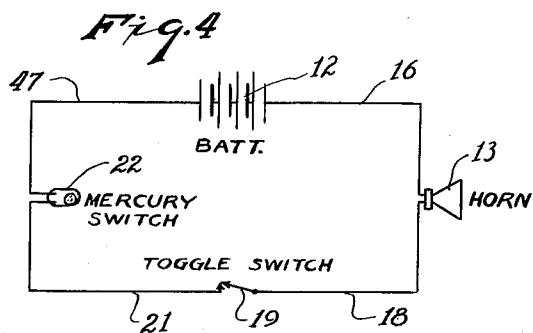 Fig. 4
47
12
16
BATT.
22
13
MERCURY
SWITCH
HORN
TOGGLE SWITCH
21
19
18